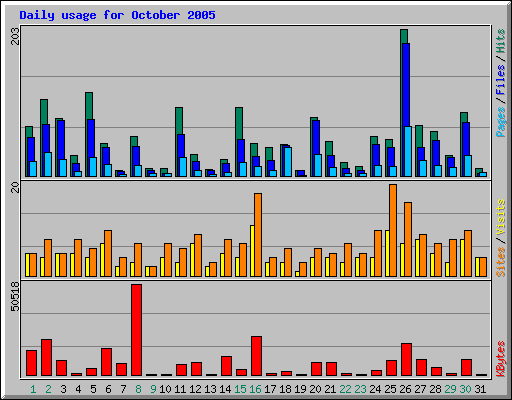 Daily usage for October 2005
203
Pages / Files / Hits
20
Sites / Visits
50518
KBytes
1 2 3 4 5 6 7 8 9 10 11 12 13 14 15 16 17 18 19 20 21 22 23 24 25 26 27 28 29 30 31